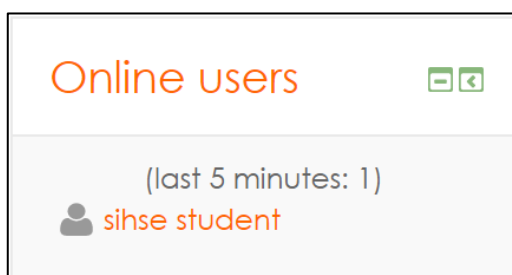 Online users
(last 5 minutes: 1)
sihse student